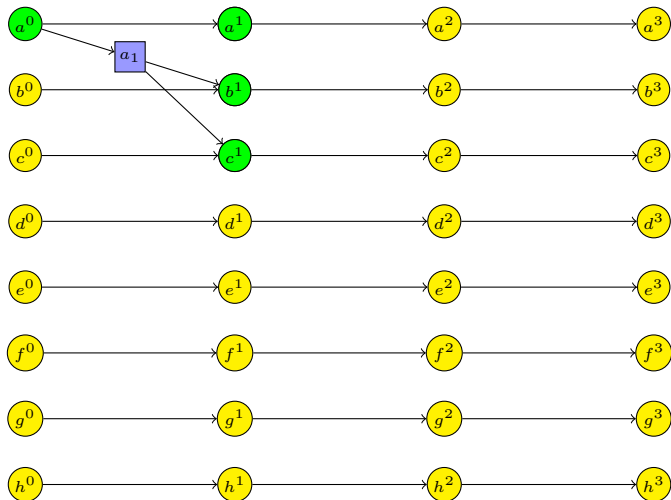 a⁰ a¹ a² a³
a₁
b⁰ b¹ b² b³
c⁰ c¹ c² c³
d⁰ d¹ d² d³
e⁰ e¹ e² e³
f⁰ f¹ f² f³
g⁰ g¹ g² g³
h⁰ h¹ h² h³